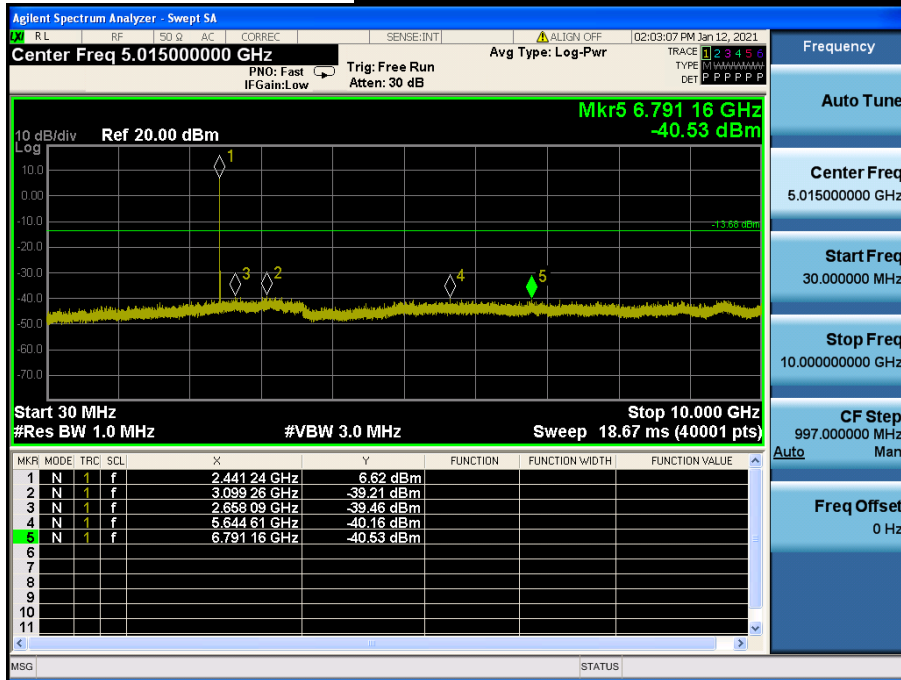 Agilent Spectrum Analyzer - Swept SA
LXI RL RF 50 Ω AC CORREC SENSE:INT ALIGN OFF 02:03:07 PM Jan 12, 2021
Center Freq 5.015000000 GHz Avg Type: Log-Pwr TRACE 1 2 3 4 5 6
PNO: Fast Trig: Free Run TYPE M WWWWW
IFGain:Low Atten: 30 dB DET P P P P P P
Frequency
Auto Tune
Center Freq
5.015000000 GHz
Start Freq
30.000000 MHz
Stop Freq
10.000000000 GHz
CF Step
997.000000 MHz
Auto Man
Freq Offset
0 Hz
Mkr5 6.791 16 GHz
-40.53 dBm
10 dB/div Ref 20.00 dBm
Log
10.0
0.00
-10.0
-20.0
-30.0
-40.0
-50.0
-60.0
-70.0
1
-13.68 dBm
3 2 4 5
Start 30 MHz Stop 10.000 GHz
#Res BW 1.0 MHz #VBW 3.0 MHz Sweep 18.67 ms (40001 pts)
MKR MODE TRC SCL X Y FUNCTION FUNCTION WIDTH FUNCTION VALUE
1 N 1 f 2.441 24 GHz 6.62 dBm
2 N 1 f 3.099 26 GHz -39.21 dBm
3 N 1 f 2.658 09 GHz -39.46 dBm
4 N 1 f 5.644 61 GHz -40.16 dBm
5 N 1 f 6.791 16 GHz -40.53 dBm
6
7
8
9
10
11
MSG STATUS